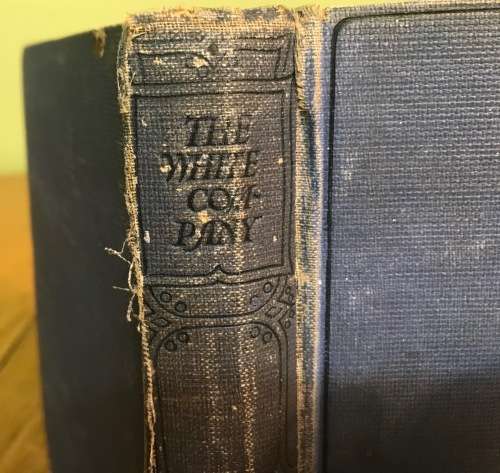 THE
WHITE
COM-
PANY